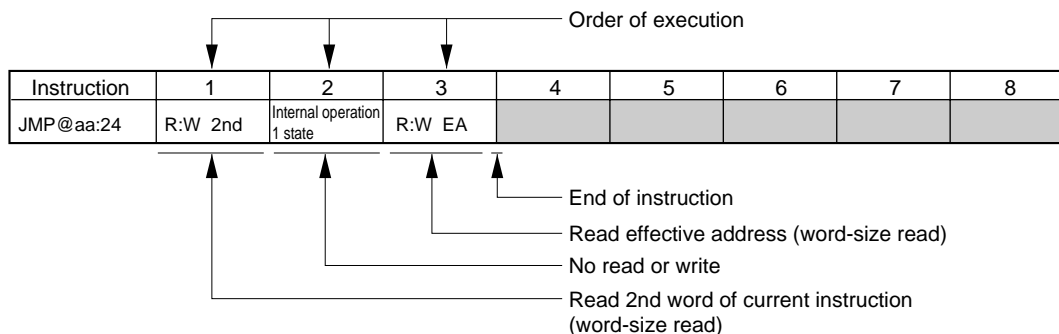 Order of execution
Instruction 1 2 3 4 5 6 7 8
JMP@aa:24 R:W 2nd Internal operation 1 state R:W EA
End of instruction
Read effective address (word-size read)
No read or write
Read 2nd word of current instruction
(word-size read)